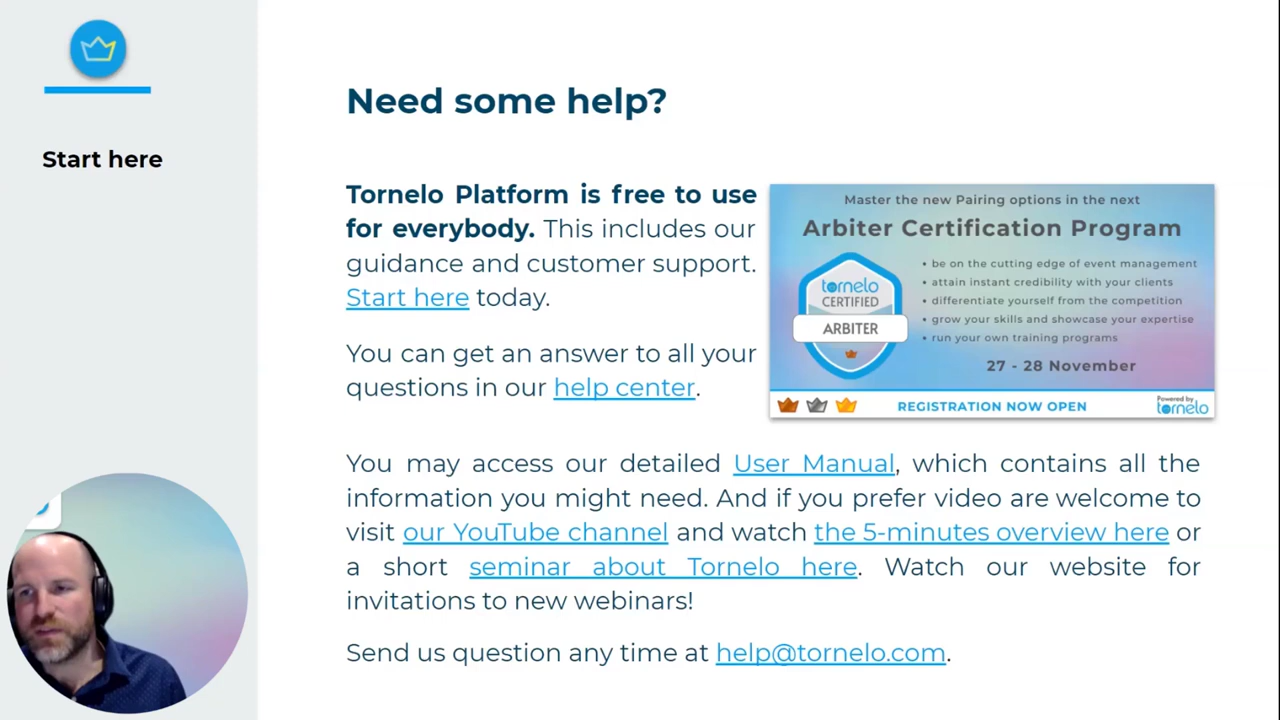 Start here
Need some help?
Tornelo Platform is free to use
for everybody. This includes our
guidance and customer support.
Start here today.
You can get an answer to all your
questions in our help center.
Master the new Pairing options in the next
Arbiter Certification Program
tornelo
CERTIFIED
ARBITER
• be on the cutting edge of event management
• attain instant credibility with your clients
• differentiate yourself from the competition
• grow your skills and showcase your expertise
• run your own training programs
27 - 28 November
REGISTRATION NOW OPEN
Powered by
tornelo
You may access our detailed User Manual, which contains all the
information you might need. And if you prefer video are welcome to
visit our YouTube channel and watch the 5-minutes overview here or
a short seminar about Tornelo here. Watch our website for
invitations to new webinars!
Send us question any time at help@tornelo.com.